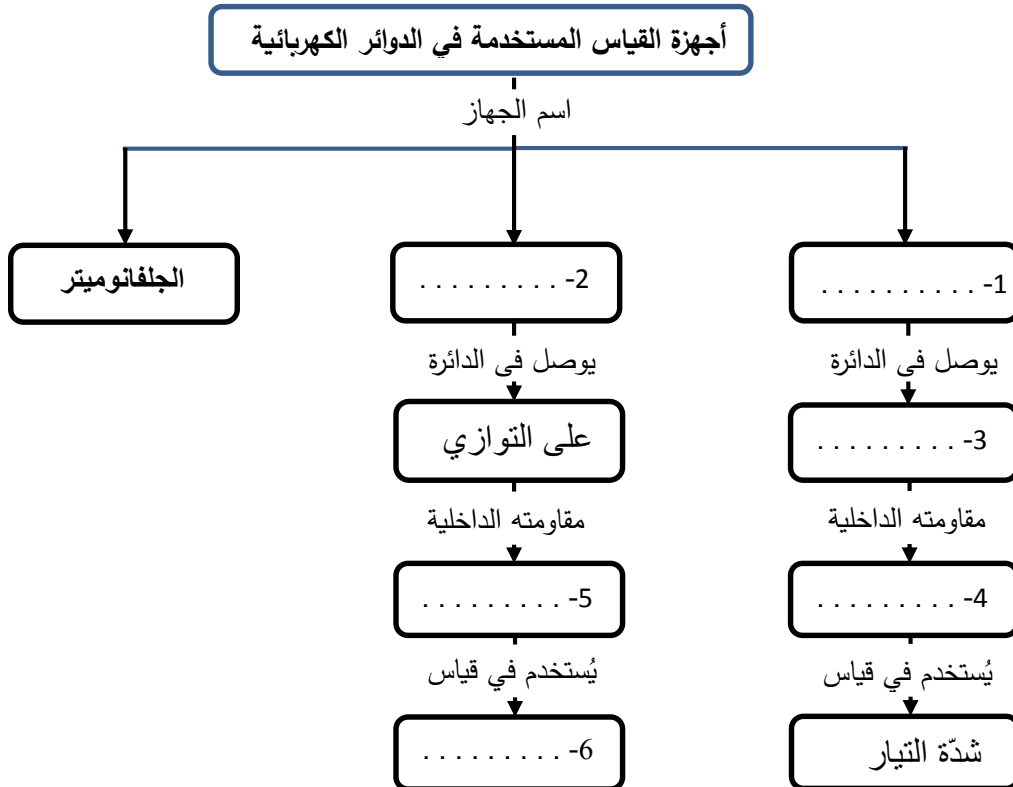 أجهزة القياس المستخدمة في الدوائر الكهربائية
اسم الجهاز
1- . . . . . . . . . .
2- . . . . . . . . .
الجلفانوميتر
يوصل فى الدائرة
يوصل فى الدائرة
3- . . . . . . . . .
على التوازي
مقاومته الداخلية
مقاومته الداخلية
4- . . . . . . . . .
5- . . . . . . . . .
يُستخدم في قياس
يُستخدم في قياس
شدّة التيار
6- . . . . . . . . .